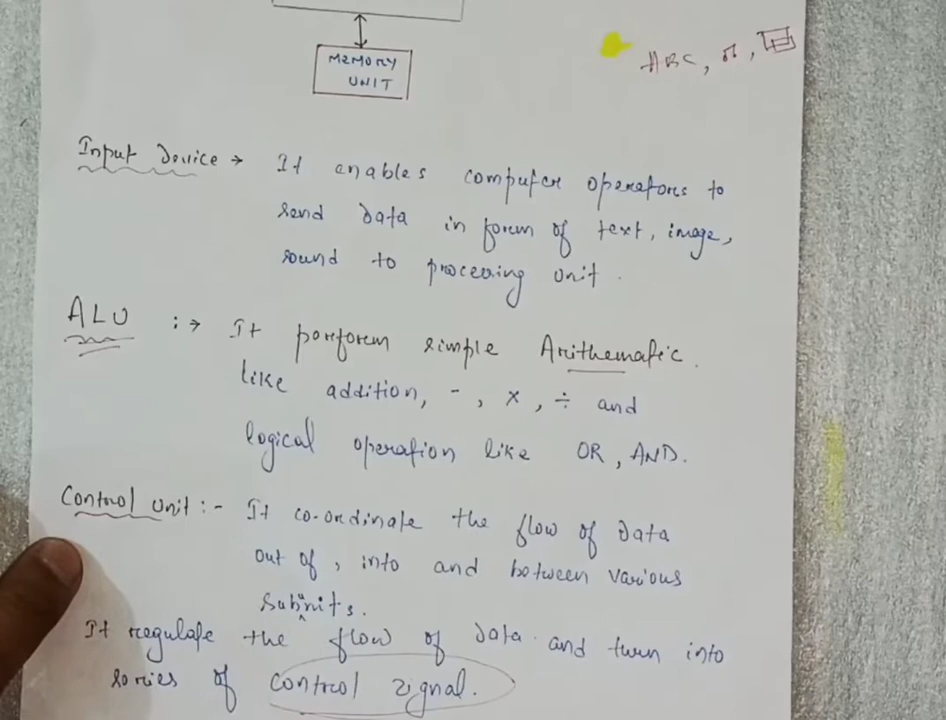 MEMORY
UNIT
ABC,
Input Device → It enables computer operators to
send data in form of text, image,
sound to processing unit.
ALU :→ It perform simple Arithematic.
like addition, -, ×, ÷ and
logical operation like OR, AND.
Control Unit :- It co-ordinate the flow of data
out of, into and between various
subunits.
It regulate the flow of data and turn into
series of control signal.